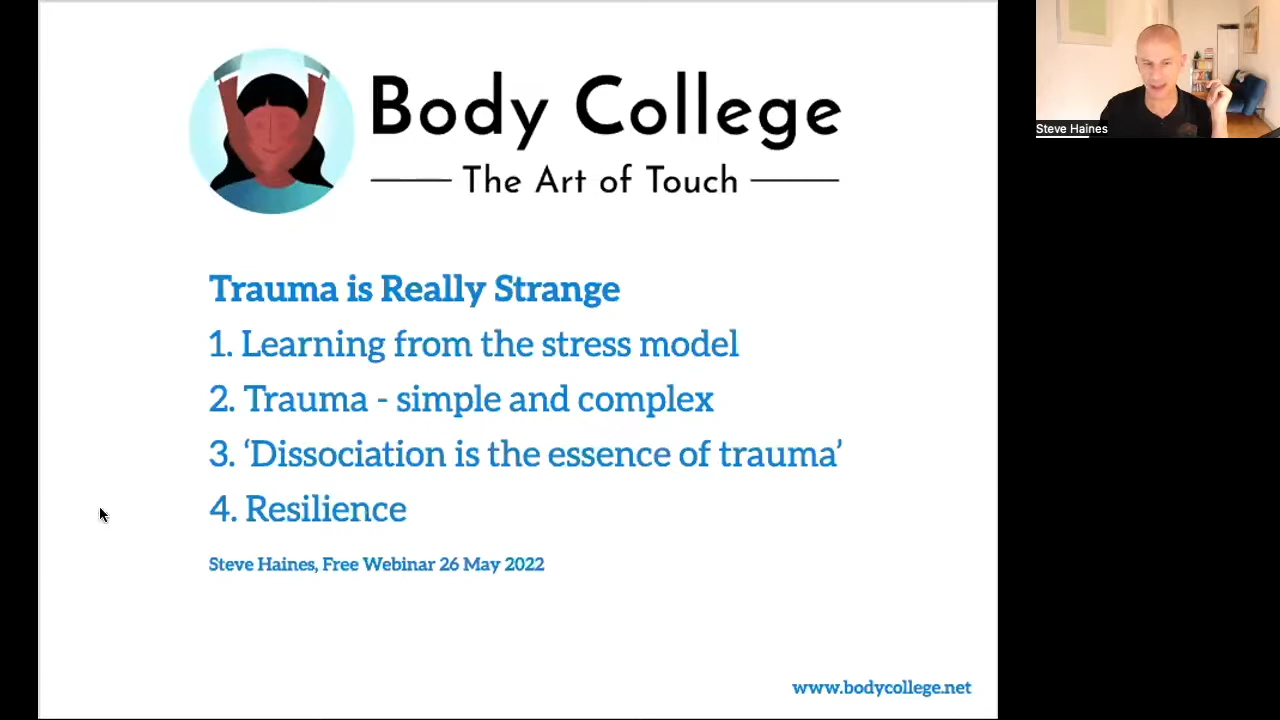 Body College
The Art of Touch
Trauma is Really Strange
1. Learning from the stress model
2. Trauma - simple and complex
3. ‘Dissociation is the essence of trauma’
4. Resilience
Steve Haines, Free Webinar 26 May 2022
www.bodycollege.net
Steve Haines